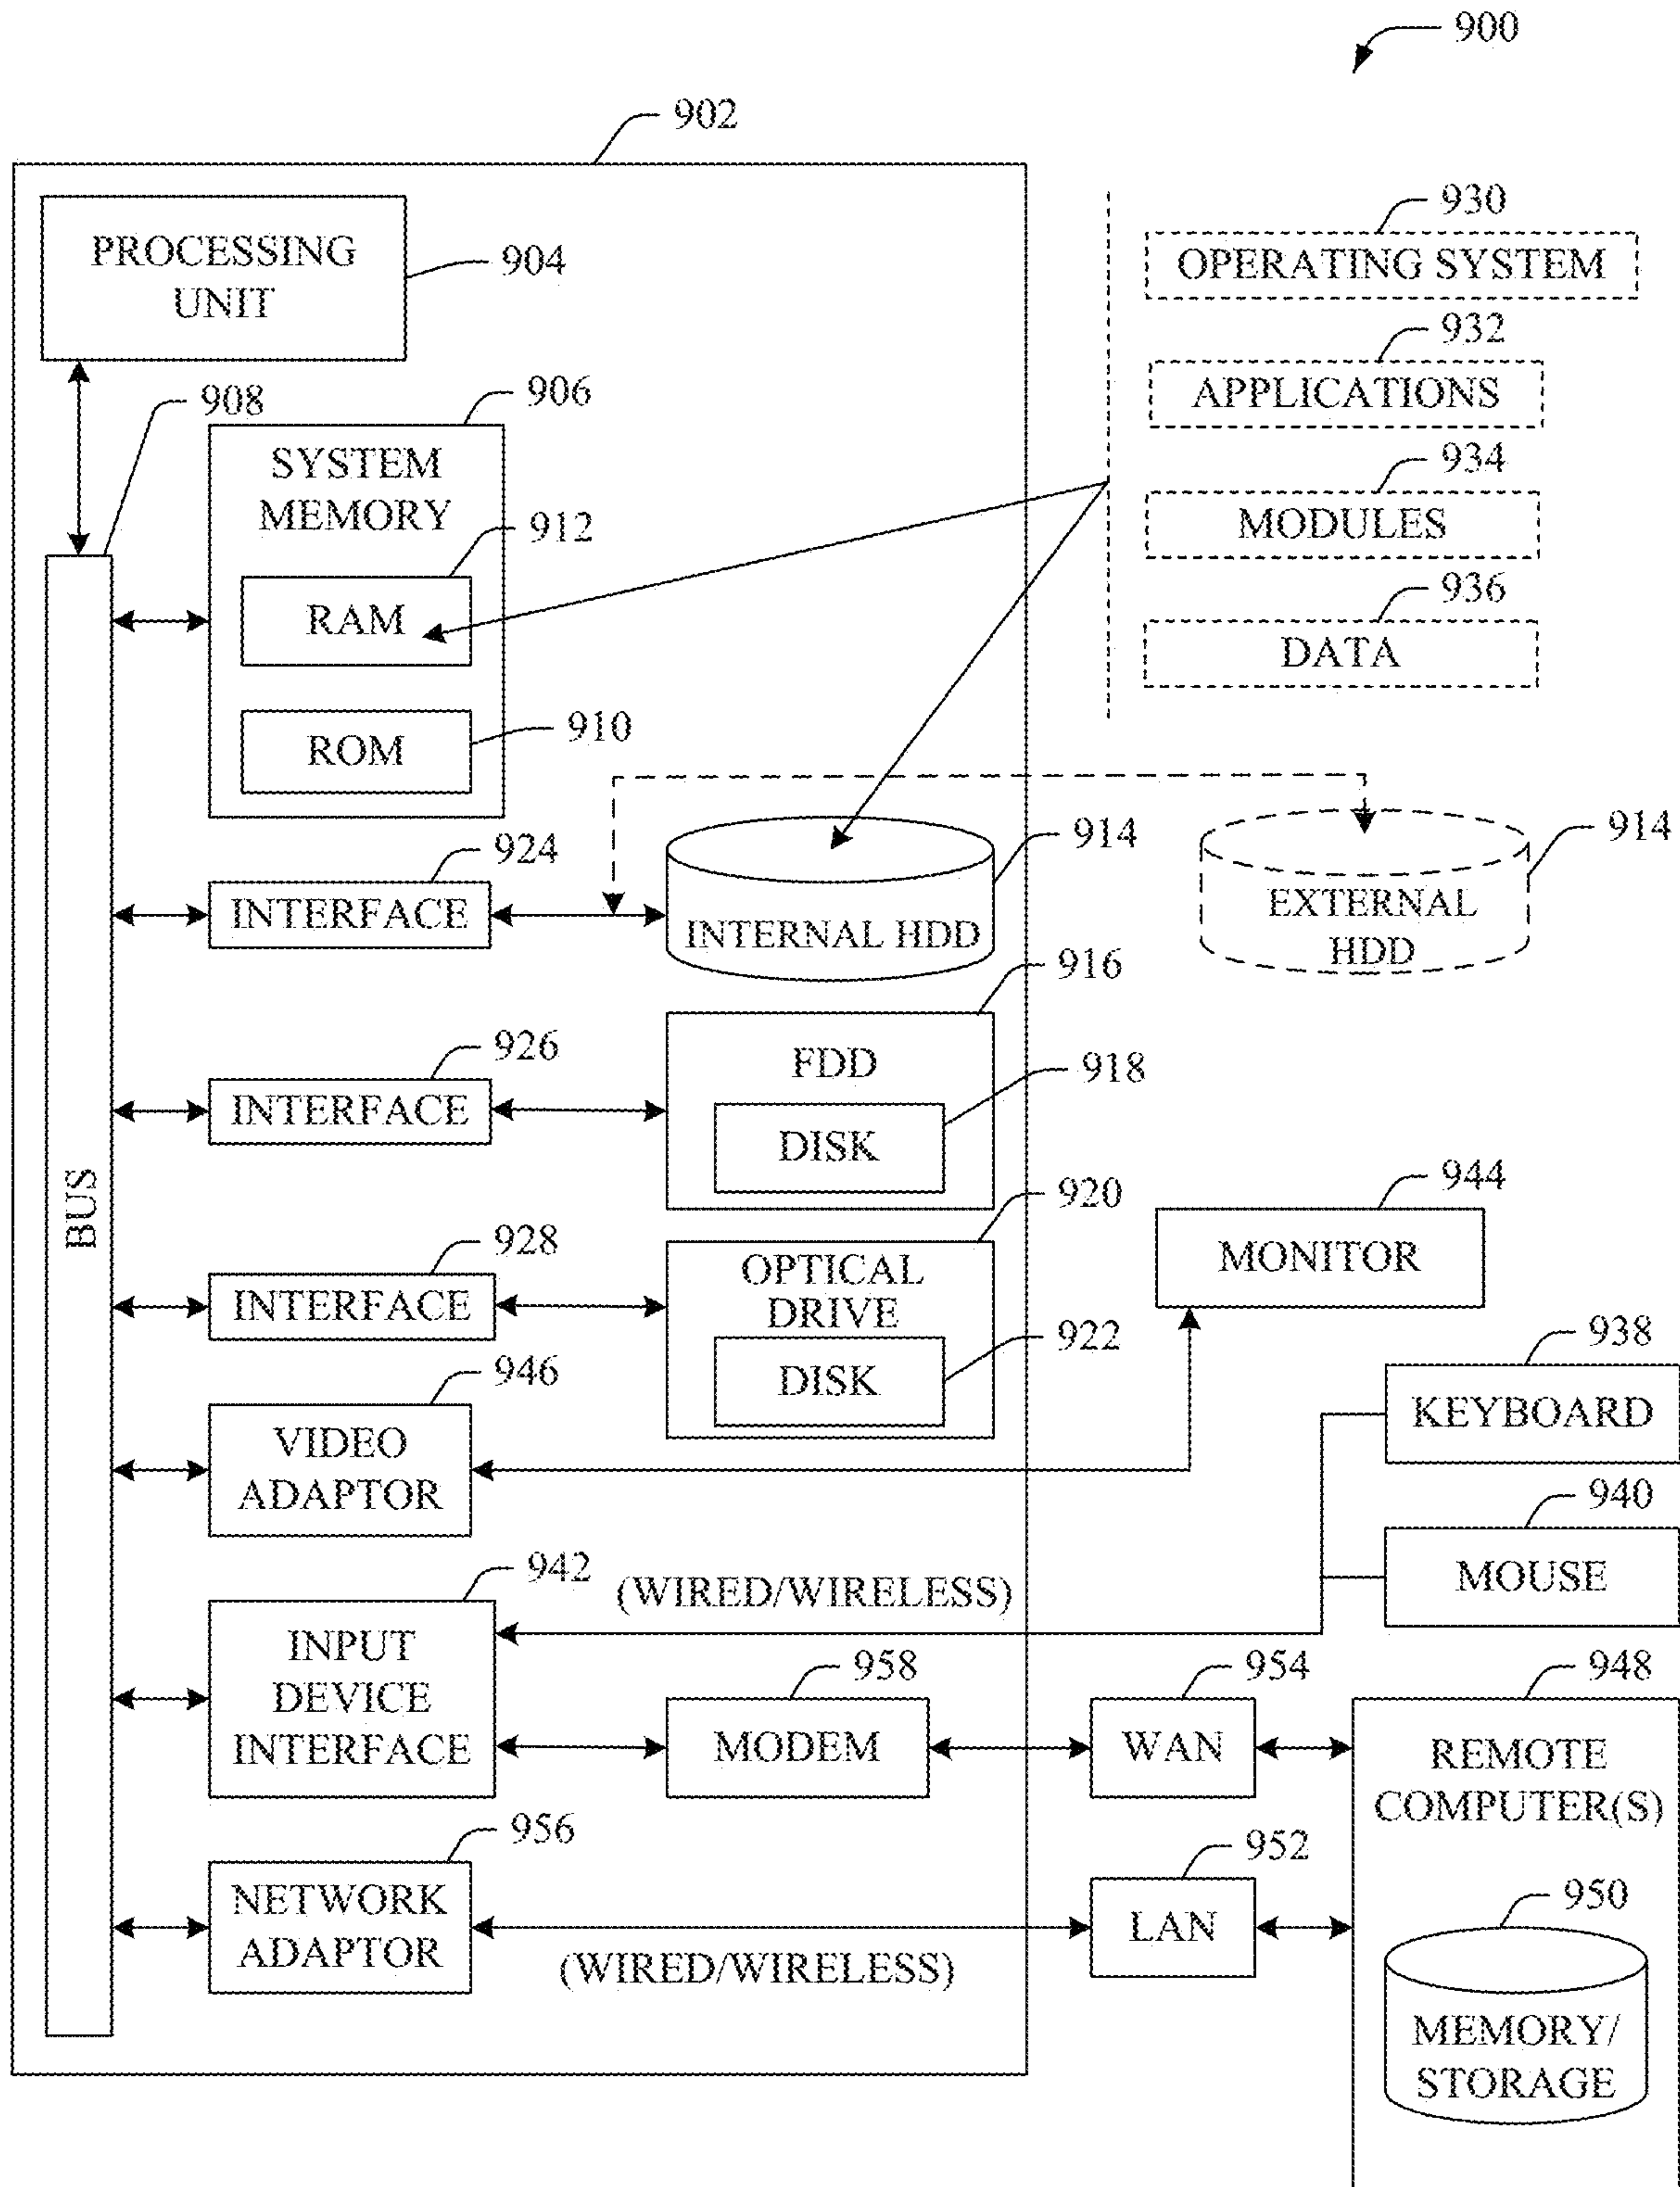 900
902
PROCESSING
UNIT
904
930
OPERATING SYSTEM
932
APPLICATIONS
934
MODULES
936
DATA
908
906
SYSTEM
MEMORY
912
RAM
910
ROM
924
INTERFACE
914
INTERNAL HDD
914
EXTERNAL
HDD
926
INTERFACE
916
FDD
918
DISK
BUS
928
INTERFACE
920
OPTICAL
DRIVE
922
DISK
944
MONITOR
946
VIDEO
ADAPTOR
938
KEYBOARD
940
MOUSE
942
INPUT
DEVICE
INTERFACE
(WIRED/WIRELESS)
958
MODEM
954
WAN
948
REMOTE
COMPUTER(S)
956
NETWORK
ADAPTOR
(WIRED/WIRELESS)
952
LAN
950
MEMORY/
STORAGE